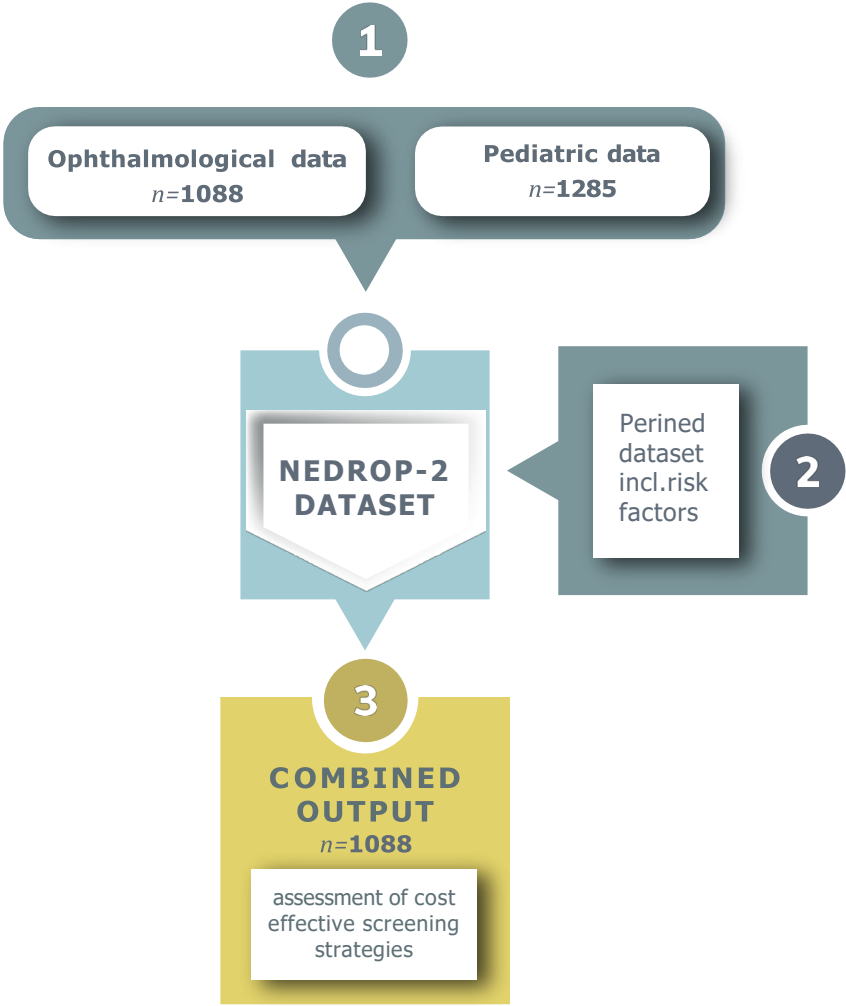 1
Ophthalmological data
n=1088
Pediatric data
n=1285
NEDROP-2
DATASET
Perined
dataset
incl.risk
factors
2
3
COMBINED
OUTPUT
n=1088
assessment of cost
effective screening
strategies